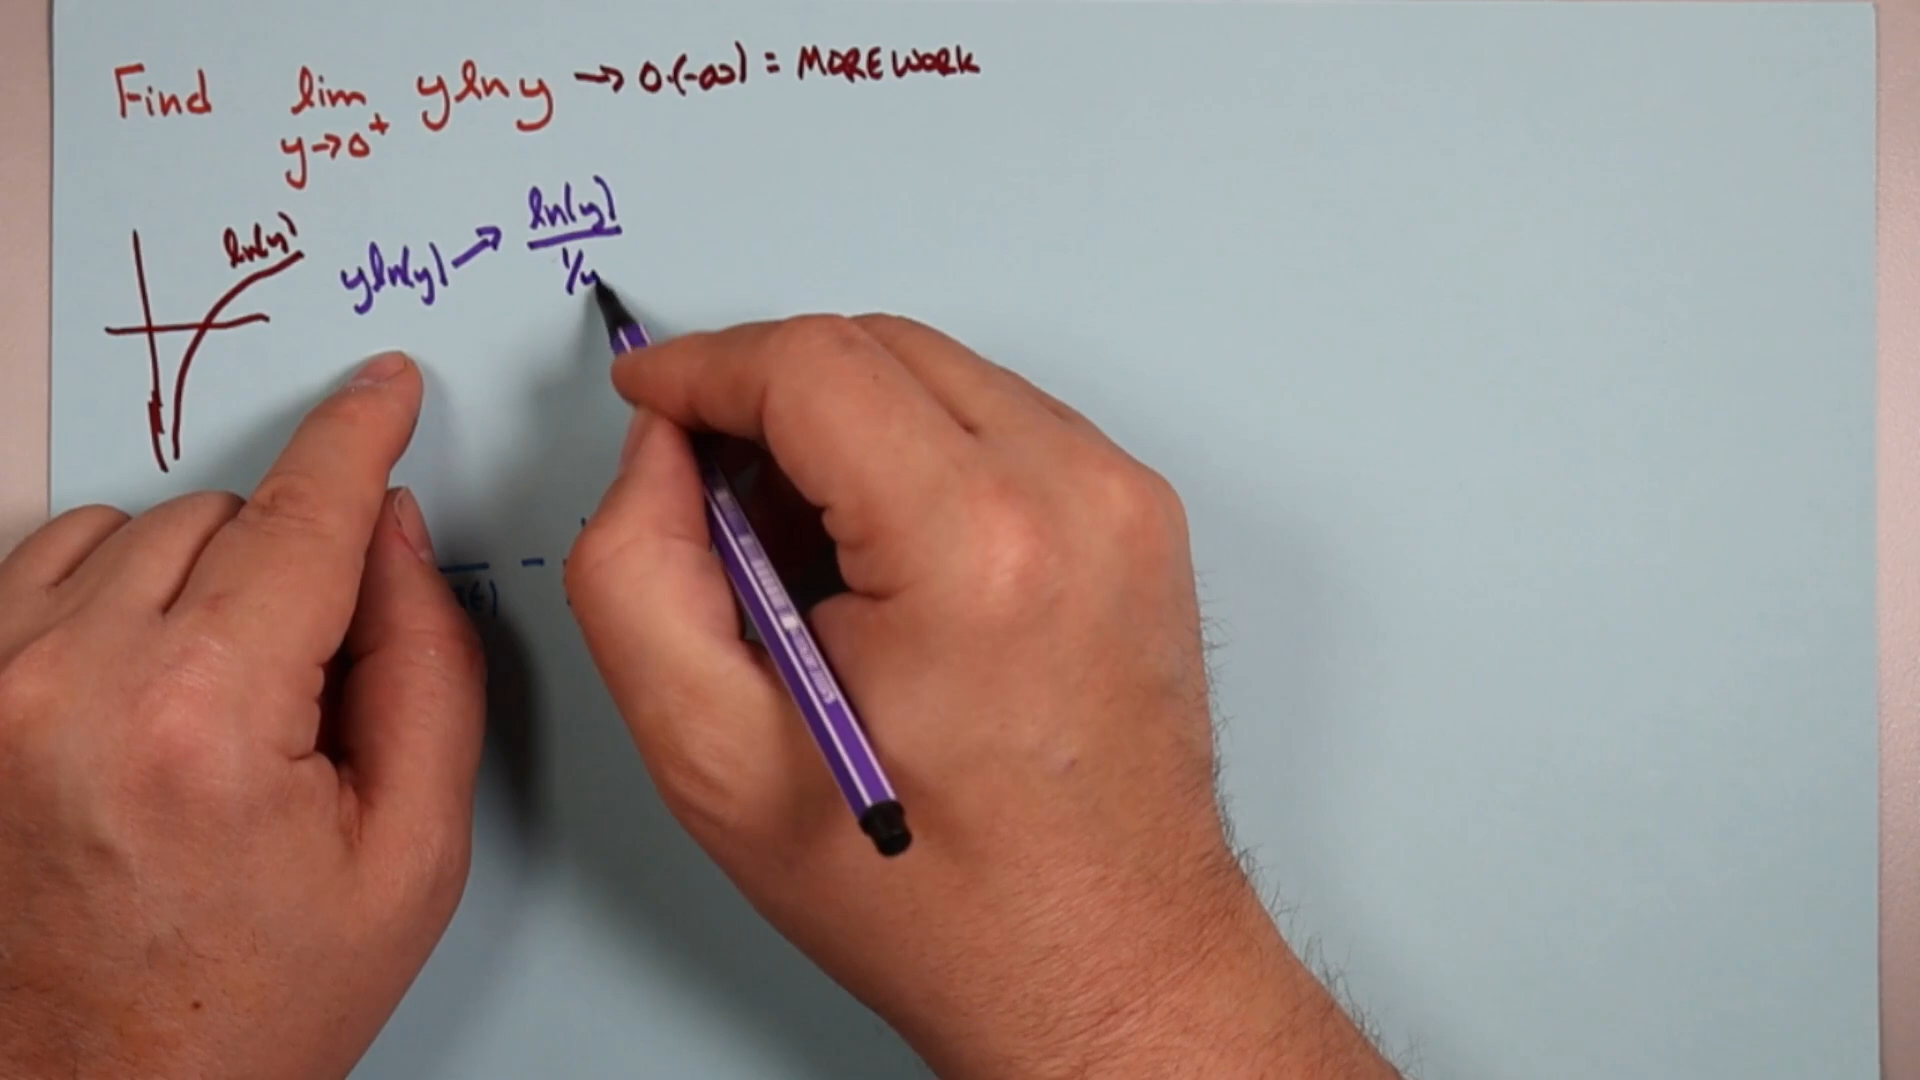 Find lim y ln y → 0·(-∞) = MORE WORK
y→0⁺
ln(y)
y ln(y) → ln(y)
1/y
-